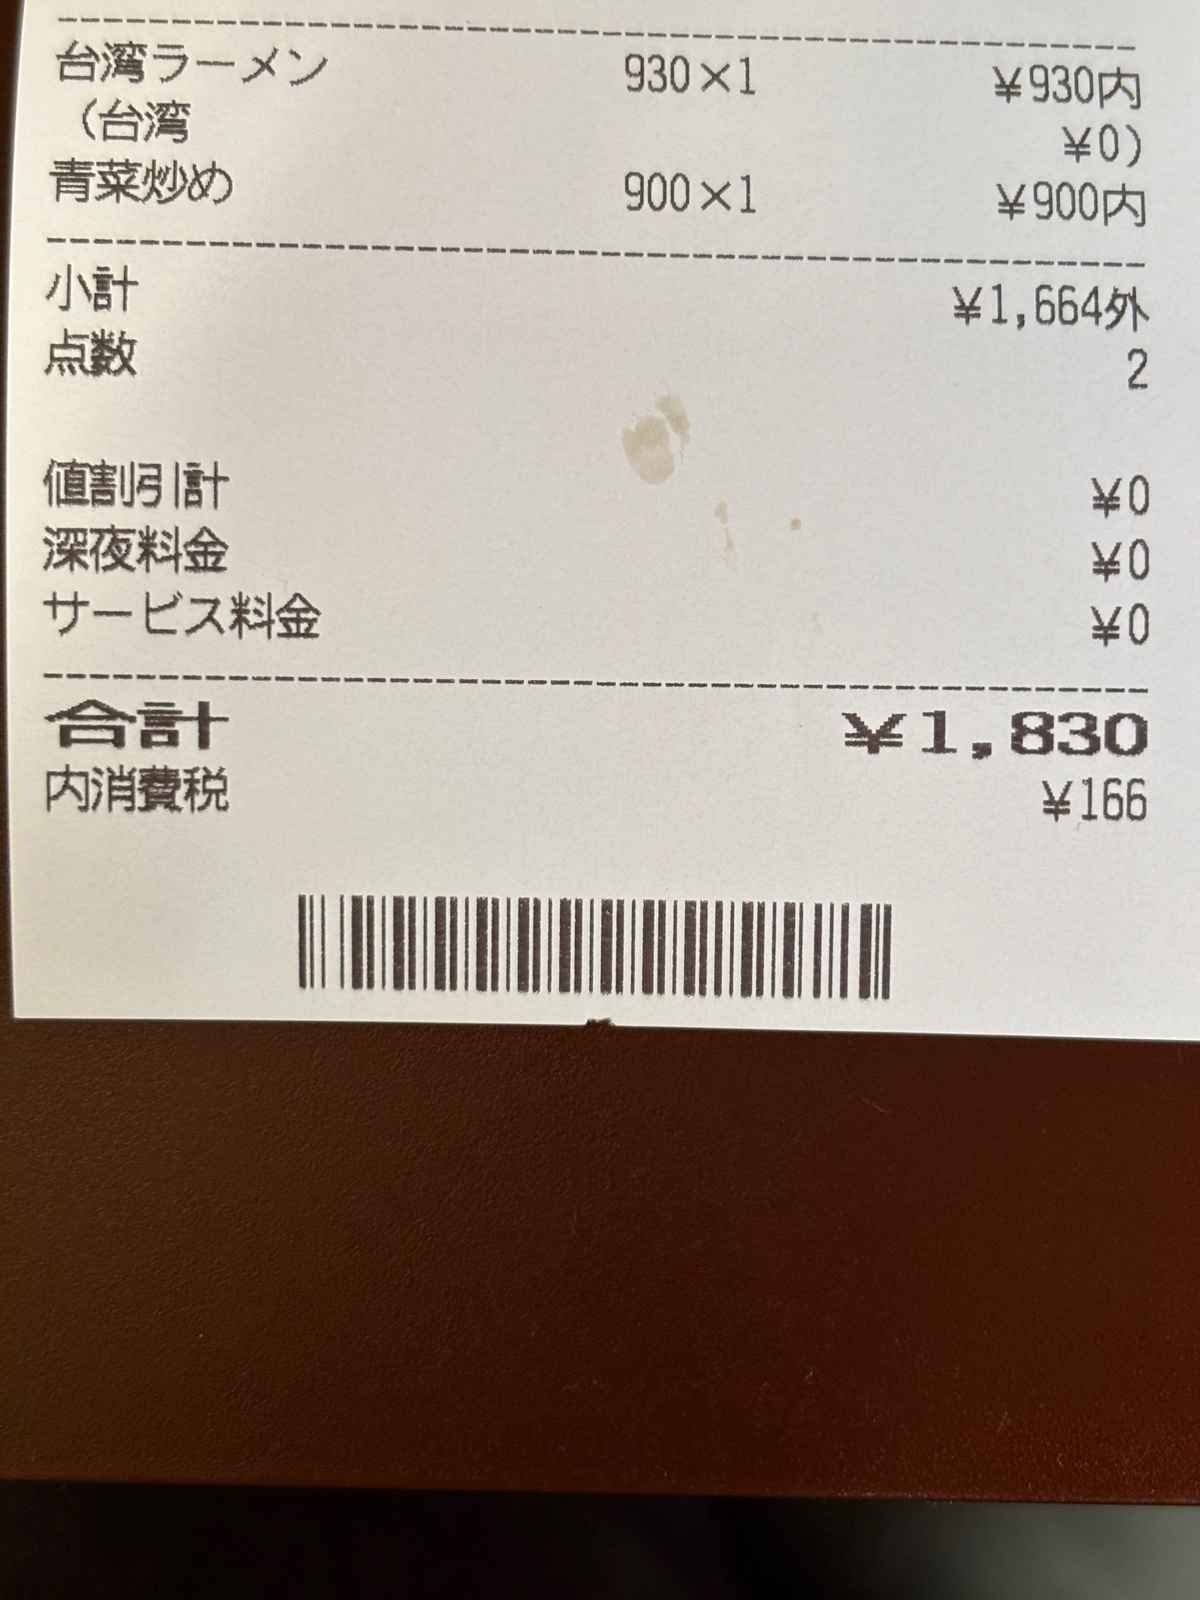 台湾ラーメン 930×1 ¥930内
(台湾 ¥0)
青菜炒め 900×1 ¥900内
小計 ¥1,664外
点数 2
値割引計 ¥0
深夜料金 ¥0
サービス料金 ¥0
合計 ¥1,830
内消費税 ¥166